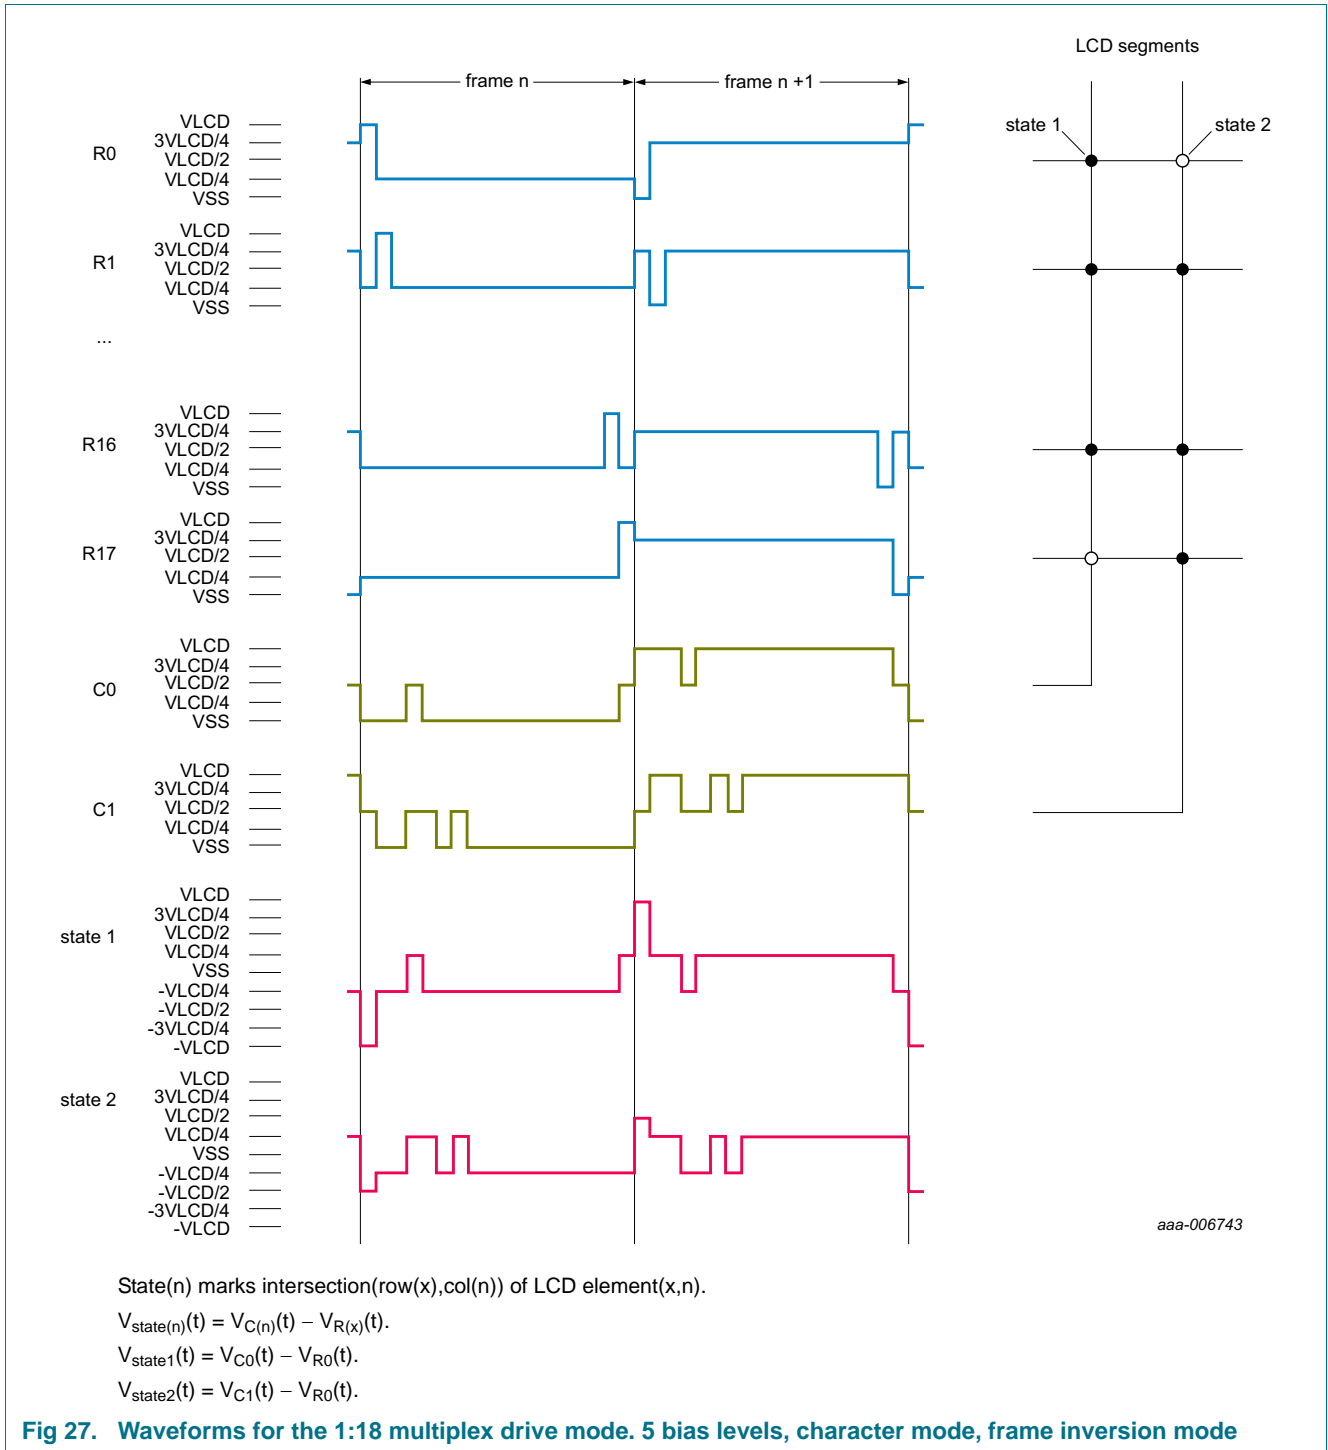 LCD segments
frame n
frame n +1
state 1
state 2
R0
VLCD
3VLCD/4
VLCD/2
VLCD/4
VSS
R1
VLCD
3VLCD/4
VLCD/2
VLCD/4
VSS
...
R16
VLCD
3VLCD/4
VLCD/2
VLCD/4
VSS
R17
VLCD
3VLCD/4
VLCD/2
VLCD/4
VSS
C0
VLCD
3VLCD/4
VLCD/2
VLCD/4
VSS
C1
VLCD
3VLCD/4
VLCD/2
VLCD/4
VSS
state 1
VLCD
3VLCD/4
VLCD/2
VLCD/4
VSS
-VLCD/4
-VLCD/2
-3VLCD/4
-VLCD
state 2
VLCD
3VLCD/4
VLCD/2
VLCD/4
VSS
-VLCD/4
-VLCD/2
-3VLCD/4
-VLCD
aaa-006743
State(n) marks intersection(row(x),col(n)) of LCD element(x,n).
Vstate(n)(t) = VC(n)(t) − VR(x)(t).
Vstate1(t) = VC0(t) − VR0(t).
Vstate2(t) = VC1(t) − VR0(t).
Fig 27. Waveforms for the 1:18 multiplex drive mode. 5 bias levels, character mode, frame inversion mode